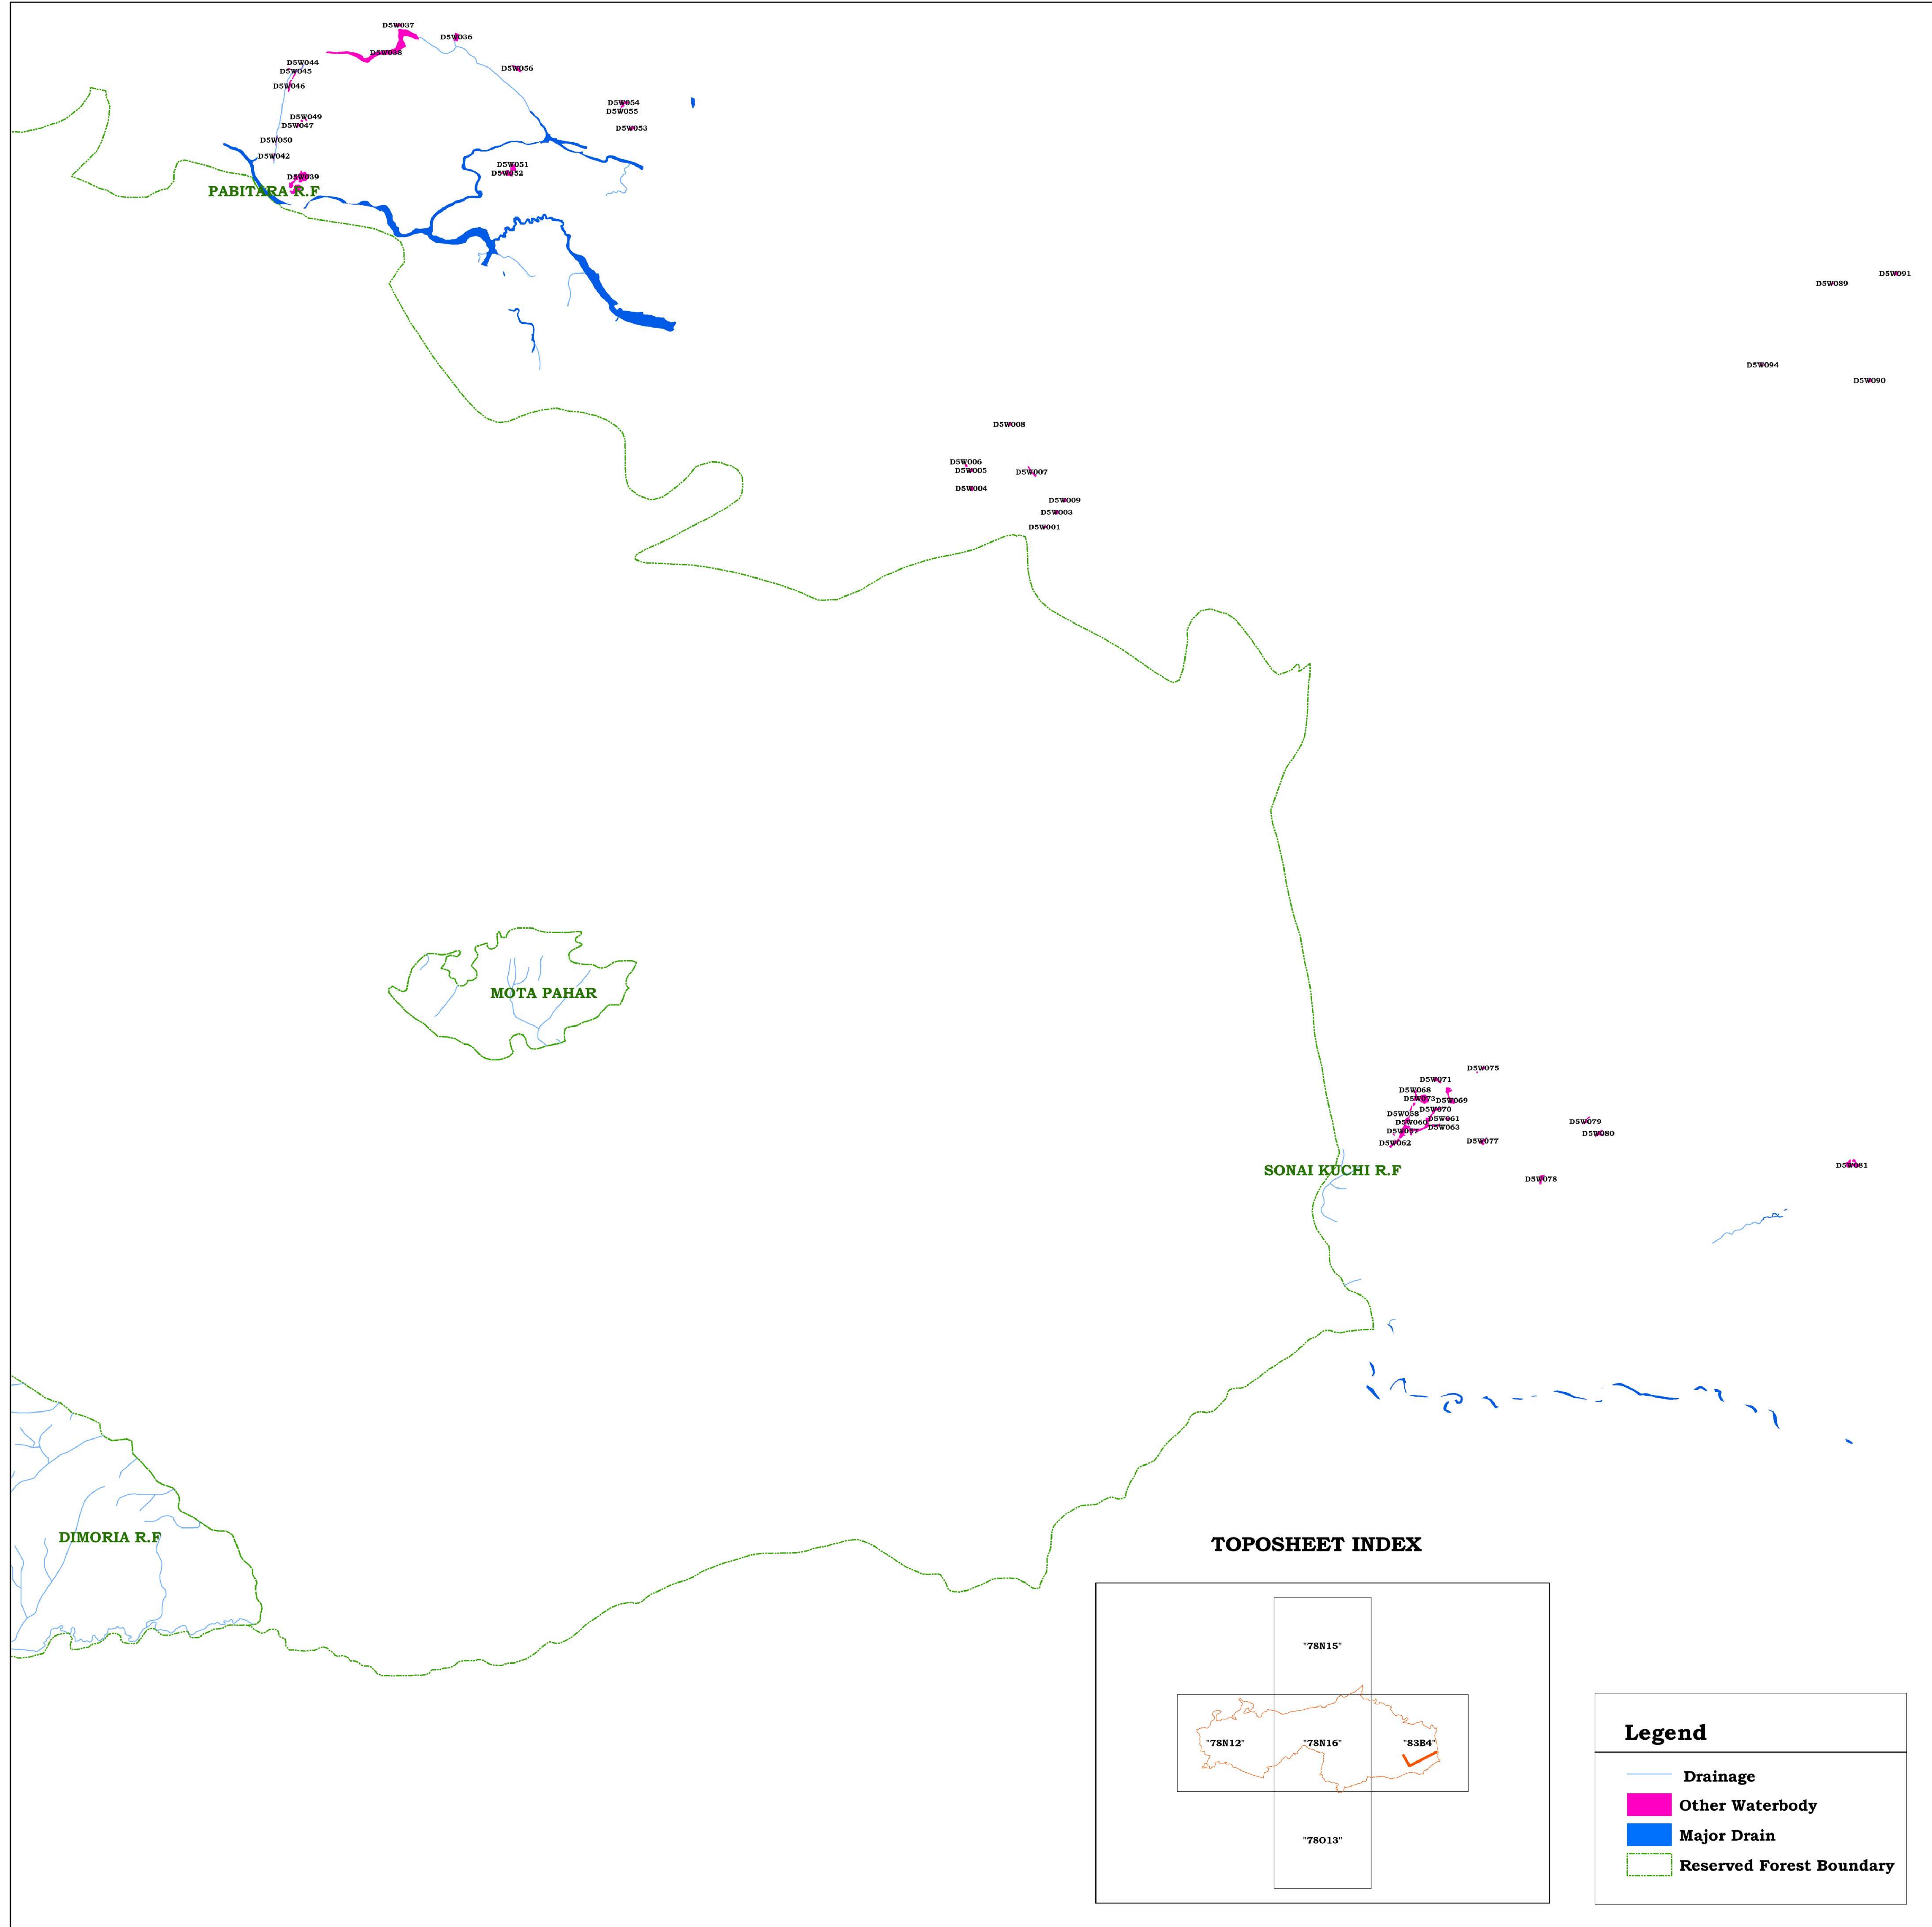 D5W037
D5W036
D5W038
D5W044
D5W045
D5W056
D5W046
D5W054
D5W055
D5W049
D5W047
D5W053
D5W050
D5W042
D5W051
D5W052
D5W039
PABITARA R.F
D5W091
D5W089
D5W094
D5W090
D5W008
D5W006
D5W005
D5W007
D5W004
D5W009
D5W003
D5W001
MOTA PAHAR
D5W075
D5W071
D5W068
D5W073
D5W069
D5W070
D5W058
D5W061
D5W060
D5W063
D5W057
D5W062
D5W077
D5W079
D5W080
D5W081
D5W078
SONAI KUCHI R.F
DIMORIA R.F
TOPOSHEET INDEX
"78N15"
"78N12"
"78N16"
"83B4"
"78O13"
Legend
Drainage
Other Waterbody
Major Drain
Reserved Forest Boundary